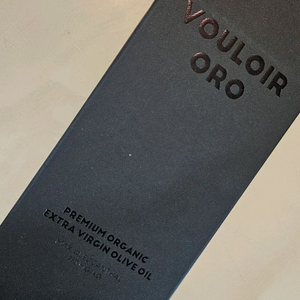 VOULOIR
ORO
PREMIUM ORGANIC
EXTRA VIRGIN OLIVE OIL